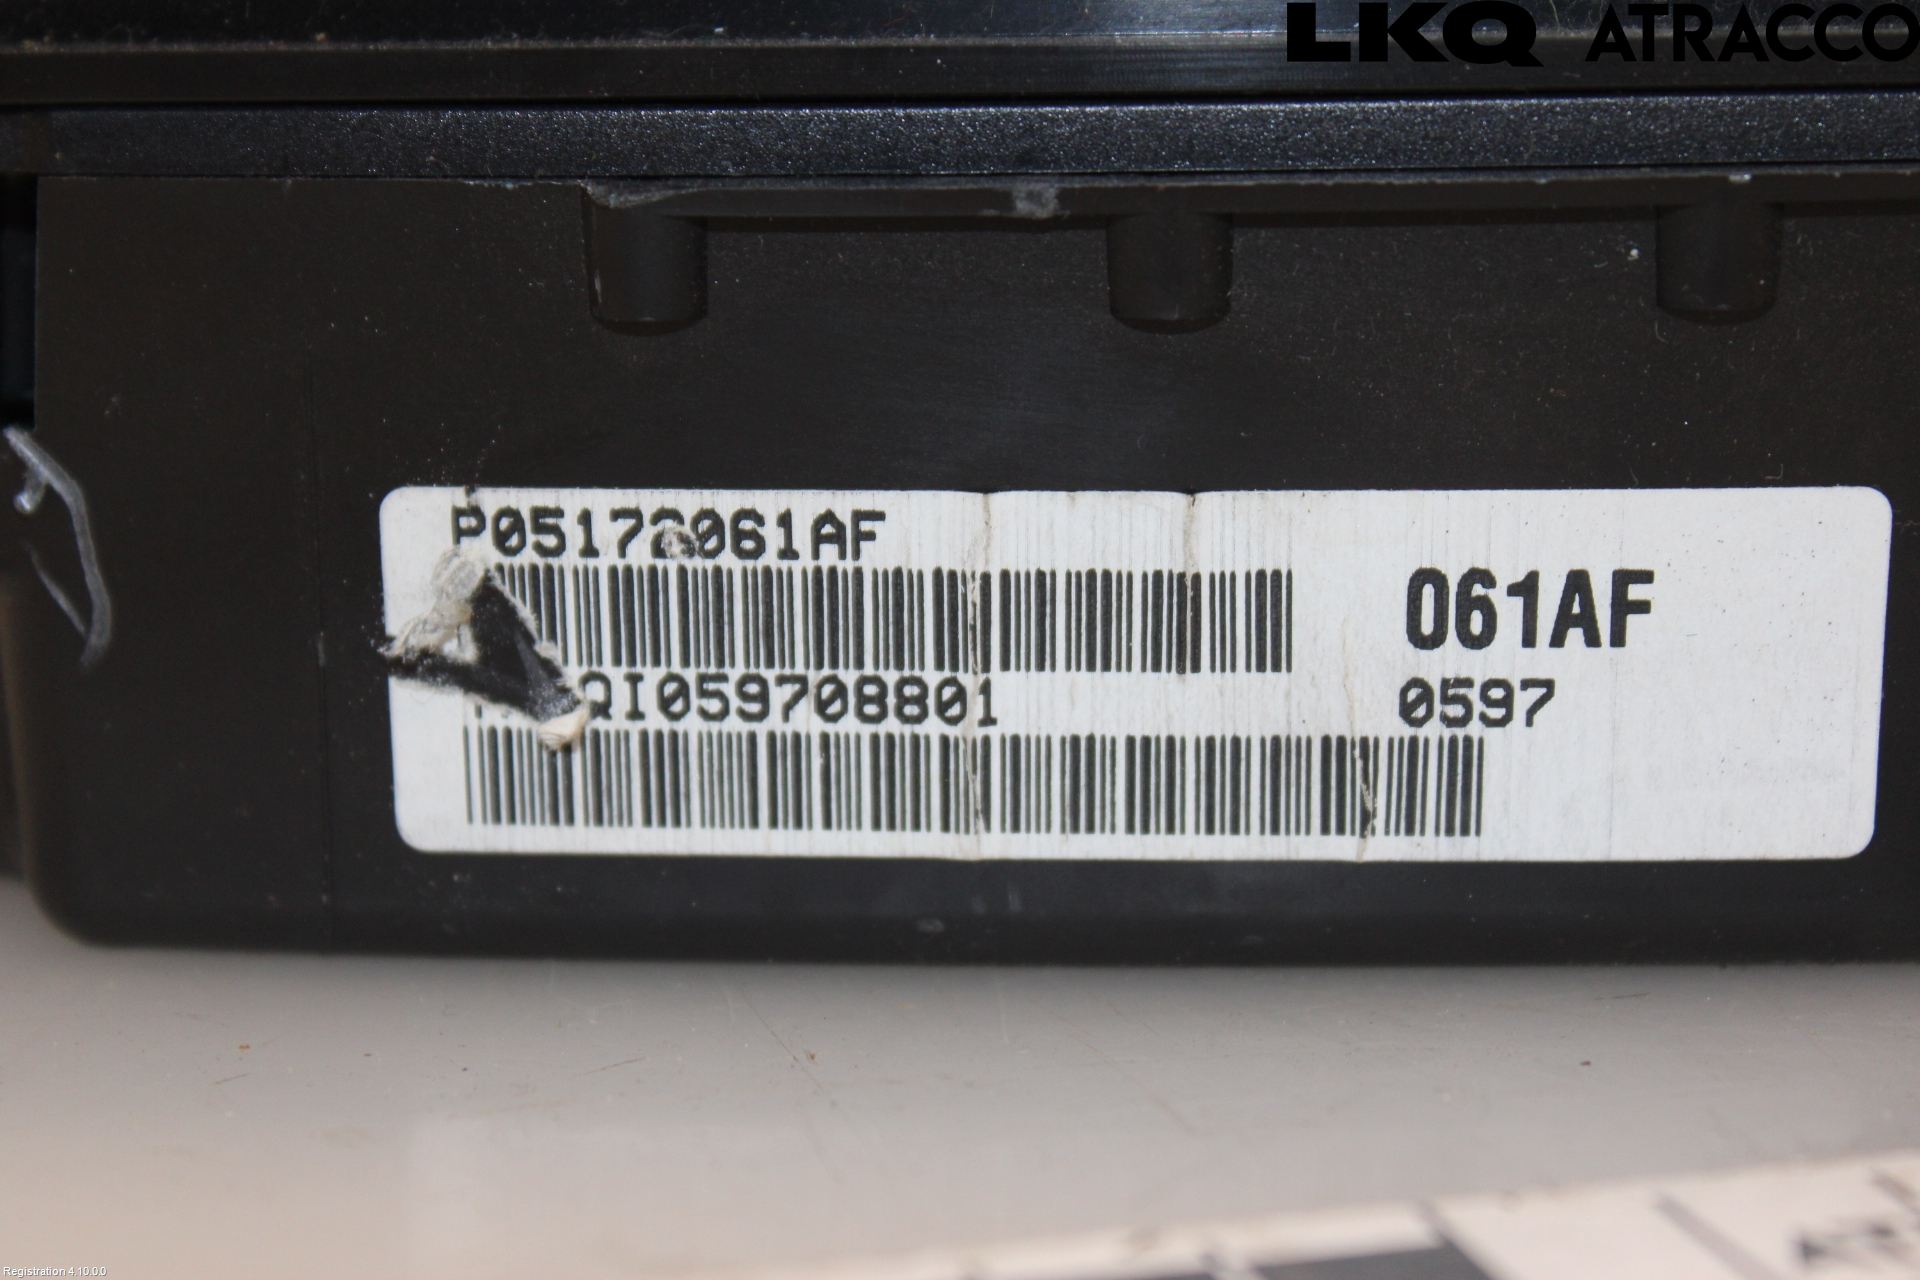 LKQ ATRACCO
P05172061AF
061AF
QI059708801
0597
Registration 4.10.0.0